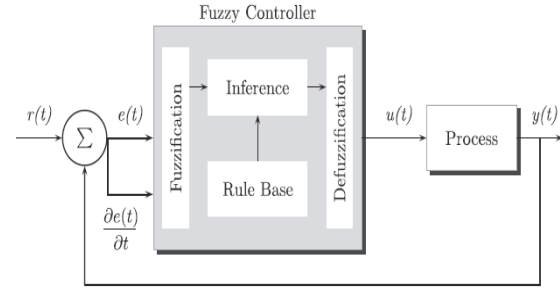 Fuzzy Controller
r(t)
Σ
e(t)
∂e(t)
∂t
Fuzzification
Inference
Rule Base
Defuzzification
u(t)
Process
y(t)